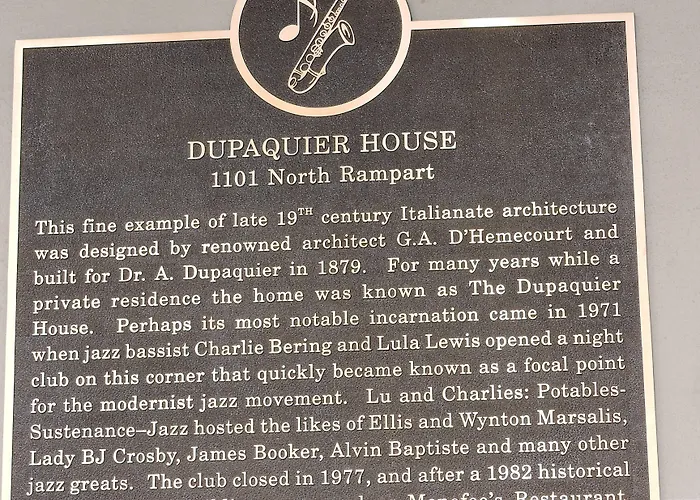 DUPAQUIER HOUSE
1101 North Rampart
This fine example of late 19TH century Italianate architecture
was designed by renowned architect G.A. D'Hemecourt and
built for Dr. A. Dupaquier in 1879. For many years while a
private residence the home was known as The Dupaquier
House. Perhaps its most notable incarnation came in 1971
when jazz bassist Charlie Bering and Lula Lewis opened a night
club on this corner that quickly became known as a focal point
for the modernist jazz movement. Lu and Charlies: Potables-
Sustenance–Jazz hosted the likes of Ellis and Wynton Marsalis,
Lady BJ Crosby, James Booker, Alvin Baptiste and many other
jazz greats. The club closed in 1977, and after a 1982 historical
Menefee's Restaurant